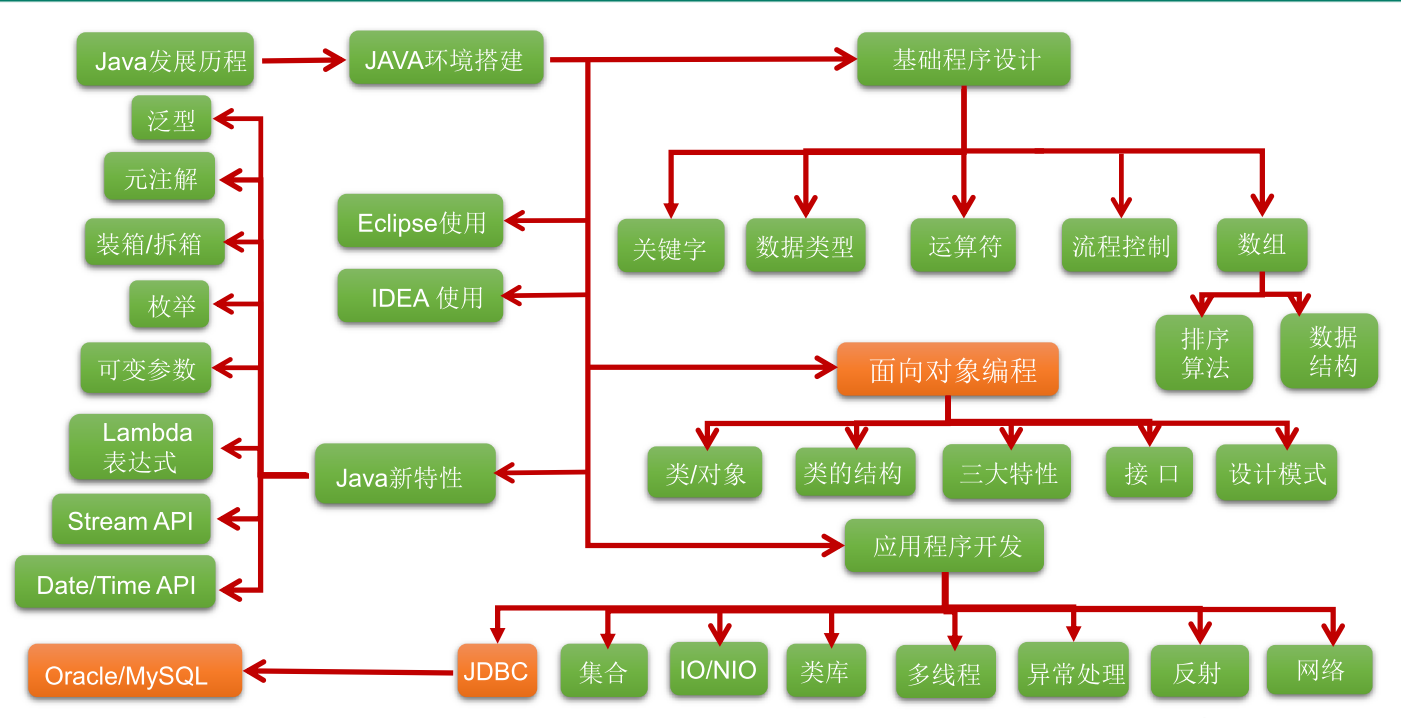 Java发展历程
JAVA环境搭建
基础程序设计
泛型
元注解
装箱/拆箱
枚举
可变参数
Lambda
表达式
Stream API
Date/Time API
Eclipse使用
IDEA 使用
Java新特性
关键字
数据类型
运算符
流程控制
数组
排序
算法
数据
结构
面向对象编程
类/对象
类的结构
三大特性
接 口
设计模式
应用程序开发
Oracle/MySQL
JDBC
集合
IO/NIO
类库
多线程
异常处理
反射
网络